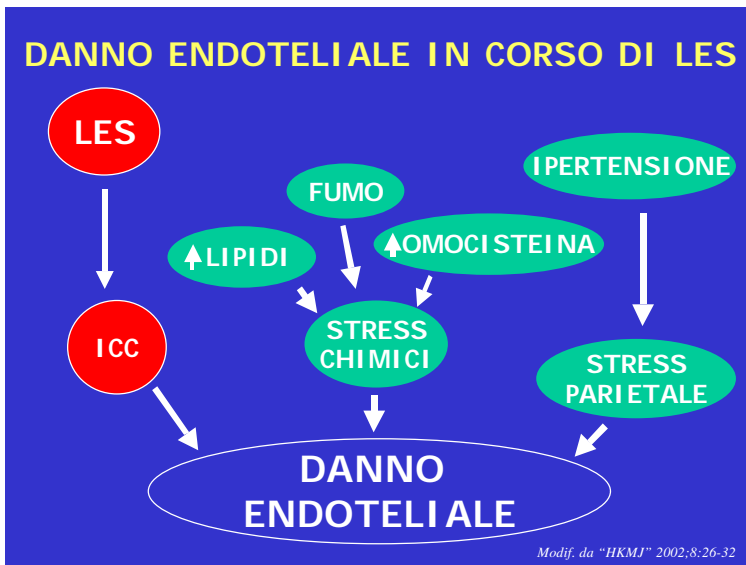 DANNO ENDOTELIALE IN CORSO DI LES
LES
IPERTENSIONE
FUMO
LIPIDI
OMOCISTEINA
ICC
STRESS
CHIMICI
STRESS
PARIETALE
DANNO
ENDOTELIALE
Modif. da "HKMJ" 2002;8:26-32